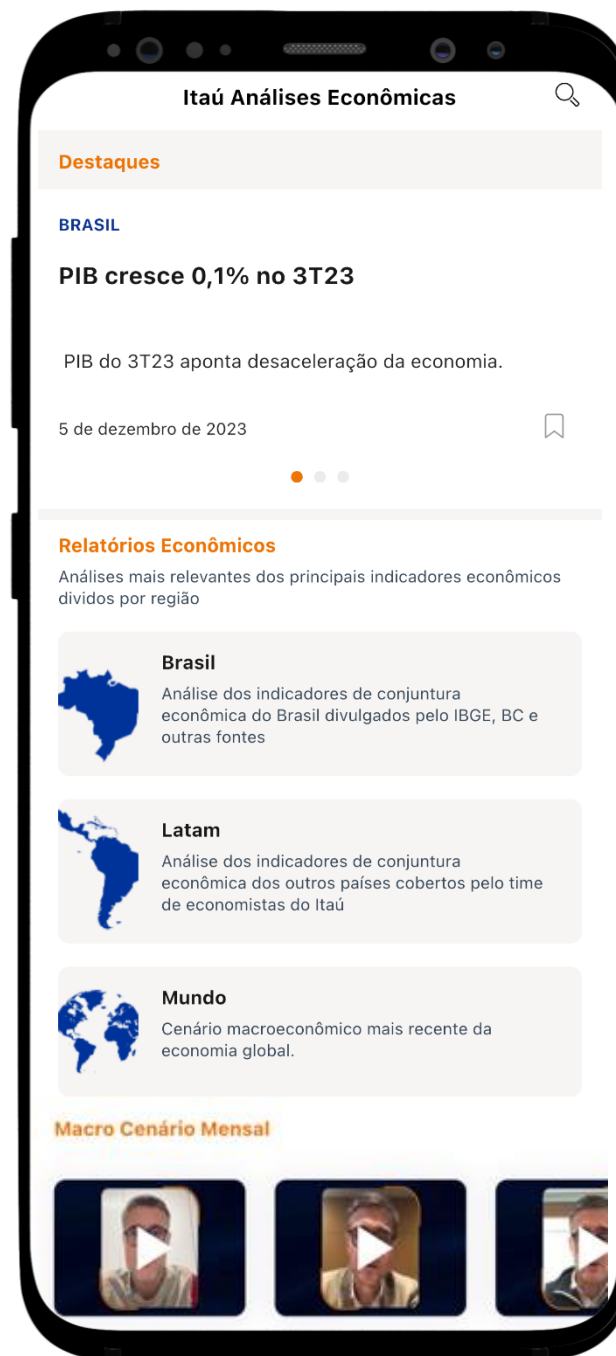 Itaú Análises Econômicas
Destaques
BRASIL
PIB cresce 0,1% no 3T23
PIB do 3T23 aponta desaceleração da economia.
5 de dezembro de 2023
Relatórios Econômicos
Análises mais relevantes dos principais indicadores econômicos
dividos por região
Brasil
Análise dos indicadores de conjuntura
econômica do Brasil divulgados pelo IBGE, BC e
outras fontes
Latam
Análise dos indicadores de conjuntura
econômica dos outros países cobertos pelo time
de economistas do Itaú
Mundo
Cenário macroeconômico mais recente da
economia global.
Macro Cenário Mensal